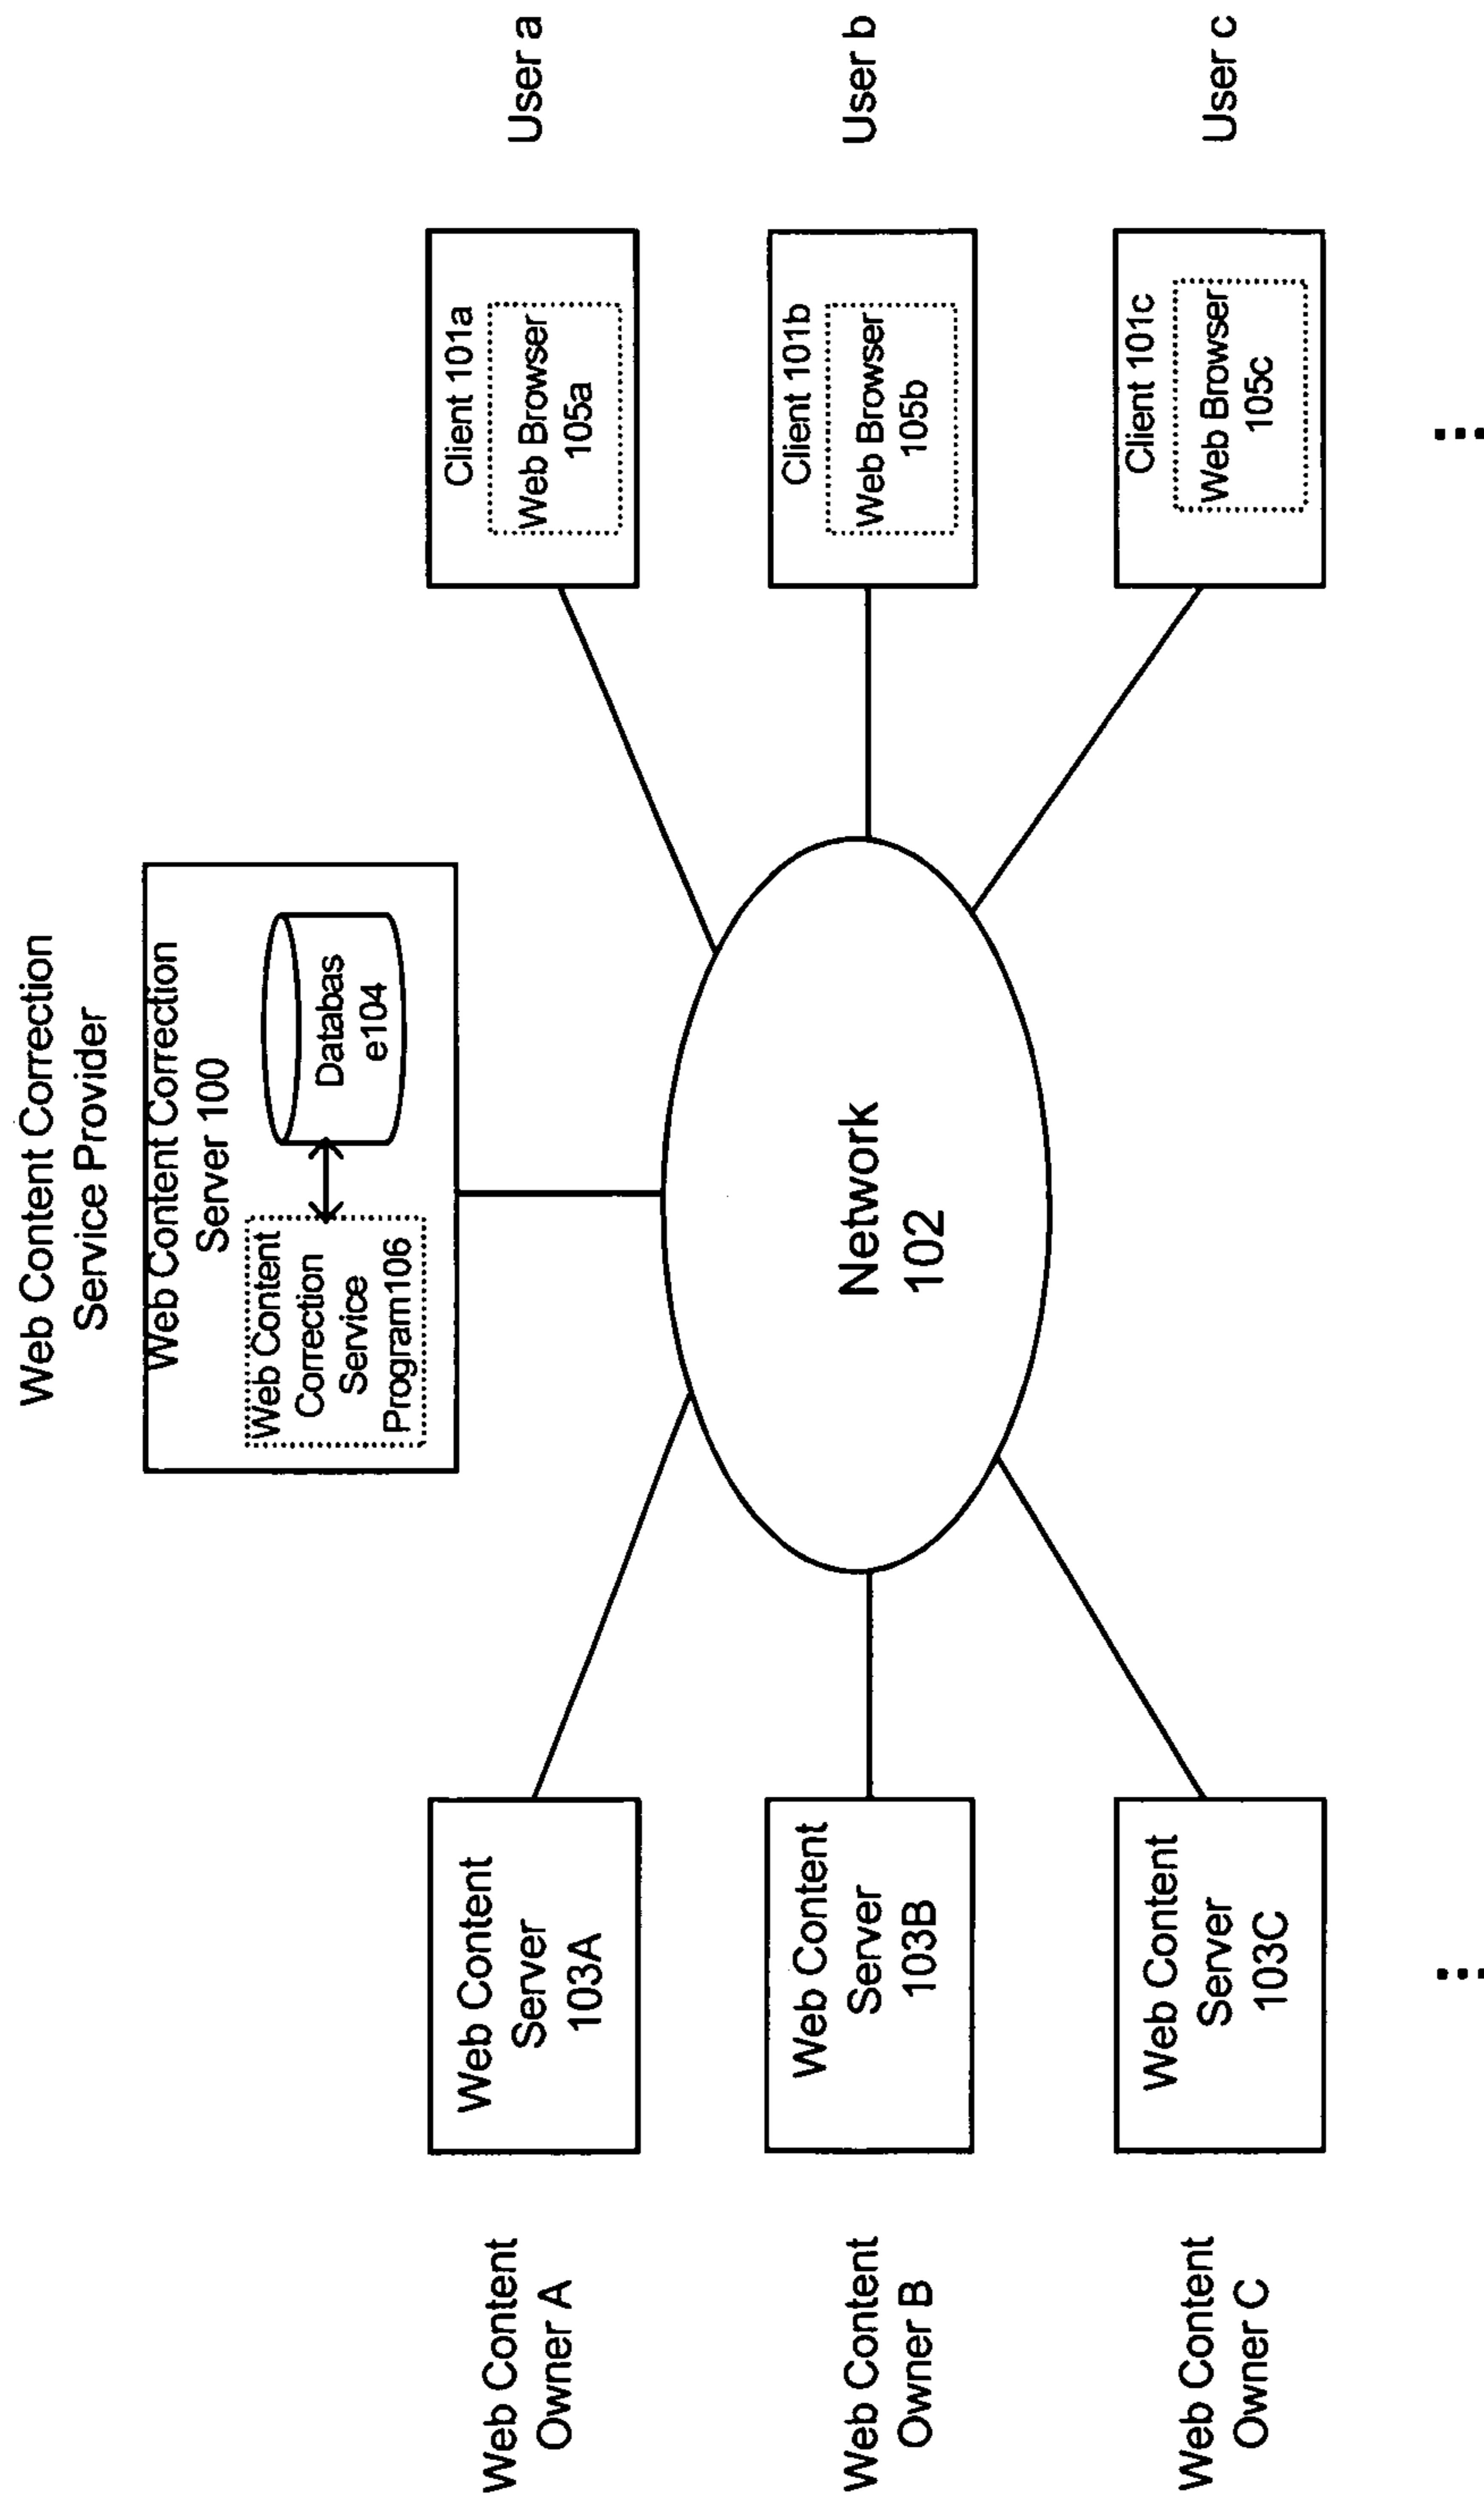 Web Content Correction
Service Provider
Web Content Correction
Server 100
Web Content
Correction
Service
Program106
Databas
e104
Web Content
Owner A
Web Content
Server
103A
Client 101a
Web Browser
105a
User a
Network
102
Web Content
Owner B
Web Content
Server
103B
Client 101b
Web Browser
105b
User b
Web Content
Owner C
Web Content
Server
103C
Client 101c
Web Browser
105c
User c
...
...